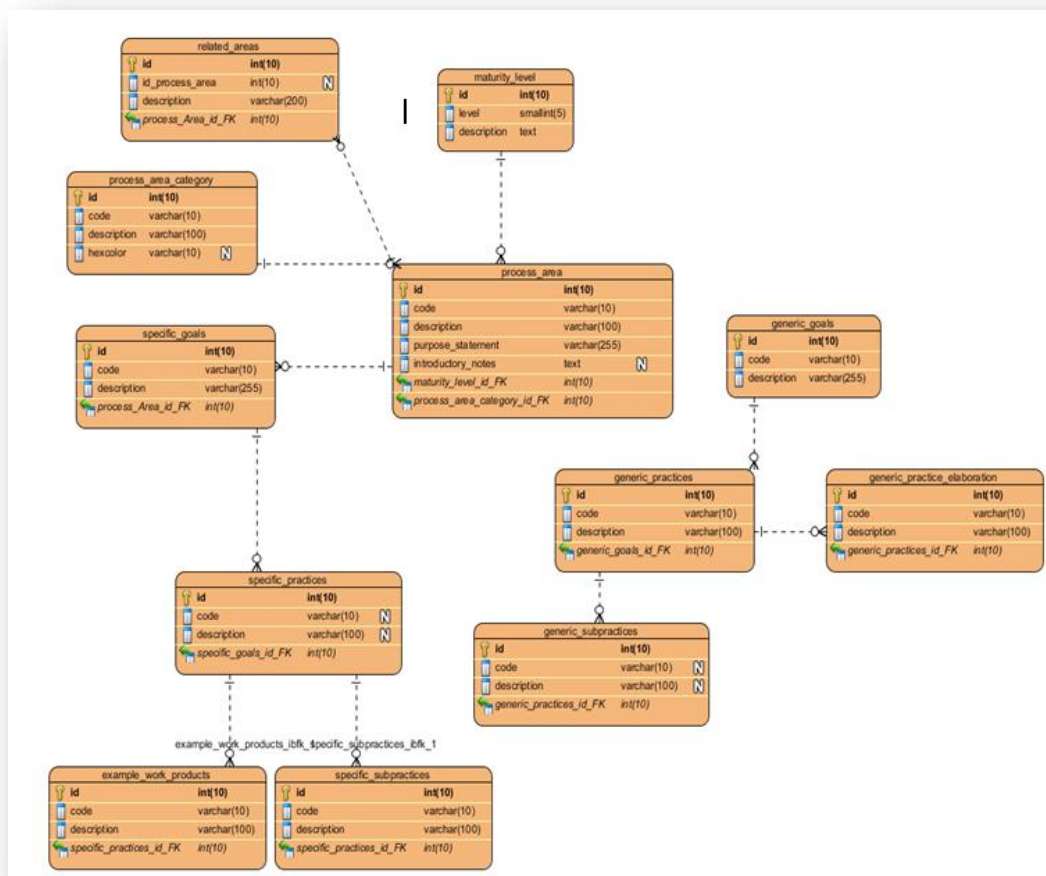 related_areas
id int(10)
id_process_area int(10) N
description varchar(200)
process_Area_id_FK int(10)
maturity_level
id int(10)
level smallint(5)
description text
process_area_category
id int(10)
code varchar(10)
description varchar(100)
hexcolor varchar(10) N
process_area
id int(10)
code varchar(10)
description varchar(100)
purpose_statement varchar(255)
introductory_notes text N
maturity_level_id_FK int(10)
process_area_category_id_FK int(10)
specific_goals
id int(10)
code varchar(10)
description varchar(255)
process_Area_id_FK int(10)
generic_goals
id int(10)
code varchar(10)
description varchar(255)
generic_practices
id int(10)
code varchar(10)
description varchar(100)
generic_goals_id_FK int(10)
generic_practice_elaboration
id int(10)
code varchar(10)
description varchar(100)
generic_practices_id_FK int(10)
specific_practices
id int(10)
code varchar(10) N
description varchar(100) N
specific_goals_id_FK int(10)
generic_subpractices
id int(10)
code varchar(10) N
description varchar(100) N
generic_practices_id_FK int(10)
example_work_products_ibfk_1
specific_subpractices_ibfk_1
example_work_products
id int(10)
code varchar(10)
description varchar(100)
specific_practices_id_FK int(10)
specific_subpractices
id int(10)
code varchar(10)
description varchar(100)
specific_practices_id_FK int(10)